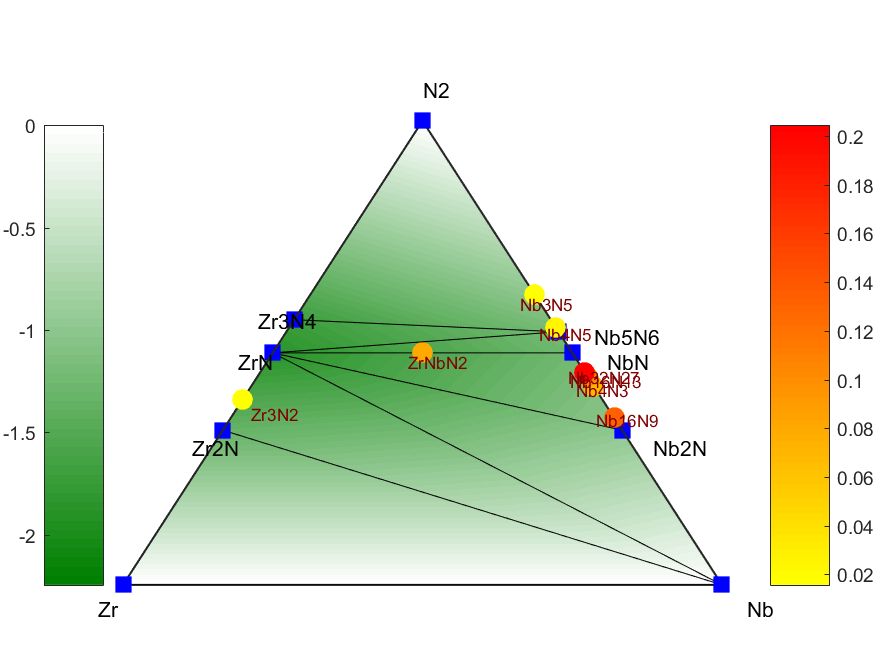 N2
0
-0.5
-1
-1.5
-2
0.2
0.18
0.16
0.14
0.12
0.1
0.08
0.06
0.04
0.02
Nb3N5
Zr3N4
Nb4N5
Nb5N6
ZrN
ZrNbN2
NbN
Nb32N27
Nb4N3
Zr3N2
Nb16N9
Zr2N
Nb2N
Zr
Nb